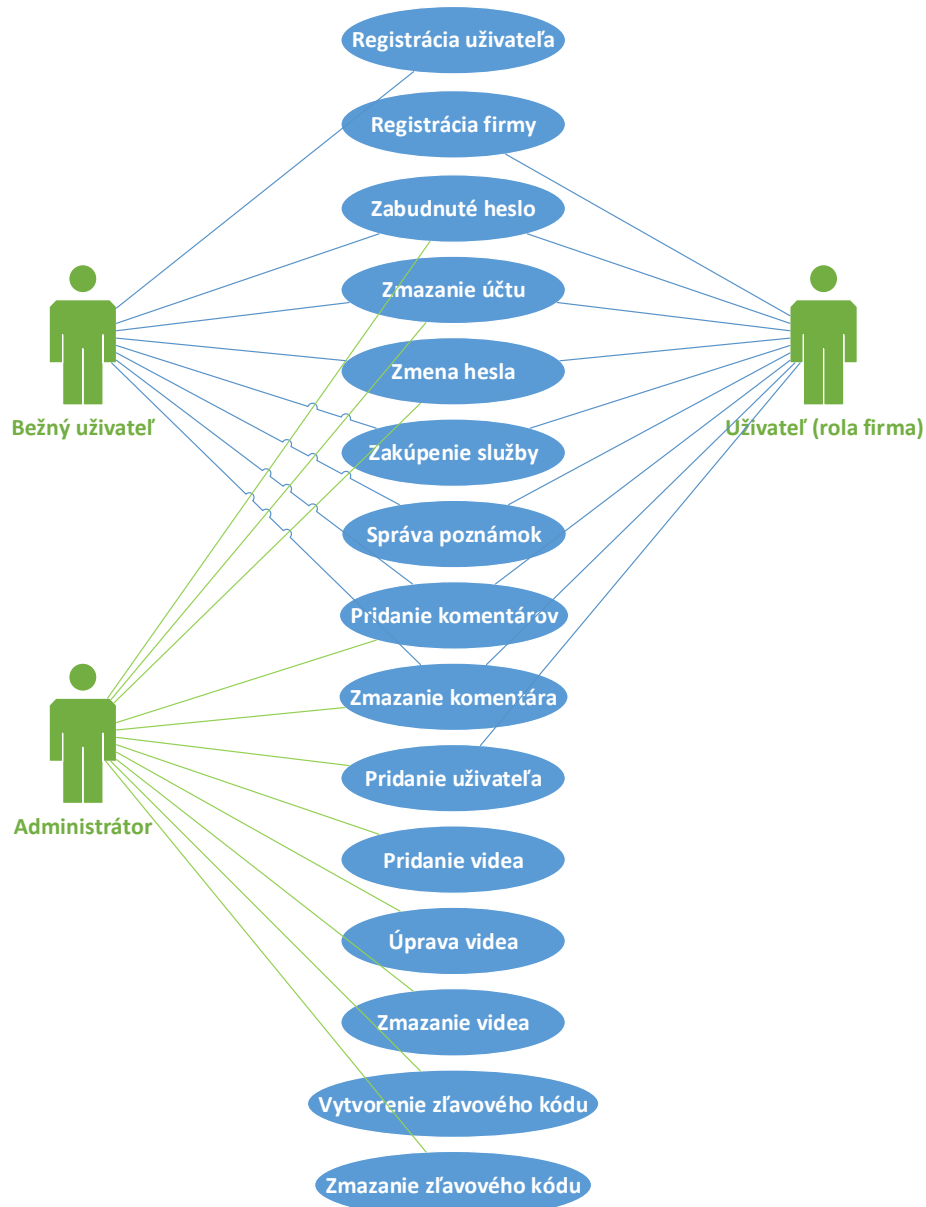 Registrácia uživateľa
Registrácia firmy
Zabudnuté heslo
Zmazanie účtu
Zmena hesla
Bežný uživateľ
Uživateľ (rola firma)
Zakúpenie služby
Správa poznámok
Pridanie komentárov
Zmazanie komentára
Pridanie uživateľa
Administrátor
Pridanie videa
Úprava videa
Zmazanie videa
Vytvorenie zľavového kódu
Zmazanie zľavového kódu